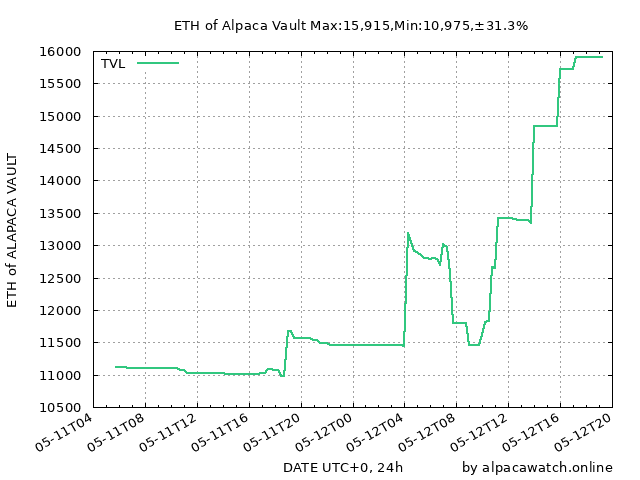 ETH of Alpaca Vault Max:15,915,Min:10,975,±31.3%
TVL
ETH of ALAPACA VAULT
16000
15500
15000
14500
14000
13500
13000
12500
12000
11500
11000
10500
05-11T04
05-11T08
05-11T12
05-11T16
05-11T20
05-12T00
05-12T04
05-12T08
05-12T12
05-12T16
05-12T20
DATE UTC+0, 24h
by alpacawatch.online